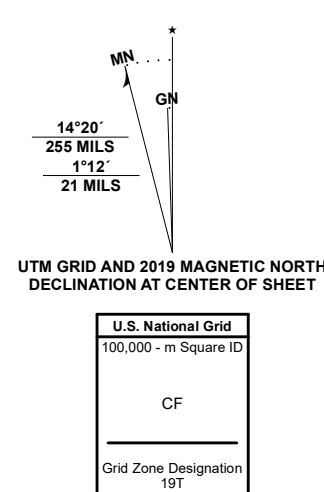 ★
MN
GN
14°20´
255 MILS
1°12´
21 MILS
UTM GRID AND 2019 MAGNETIC NORTH
DECLINATION AT CENTER OF SHEET
U.S. National Grid
100,000 - m Square ID
CF
Grid Zone Designation
19T